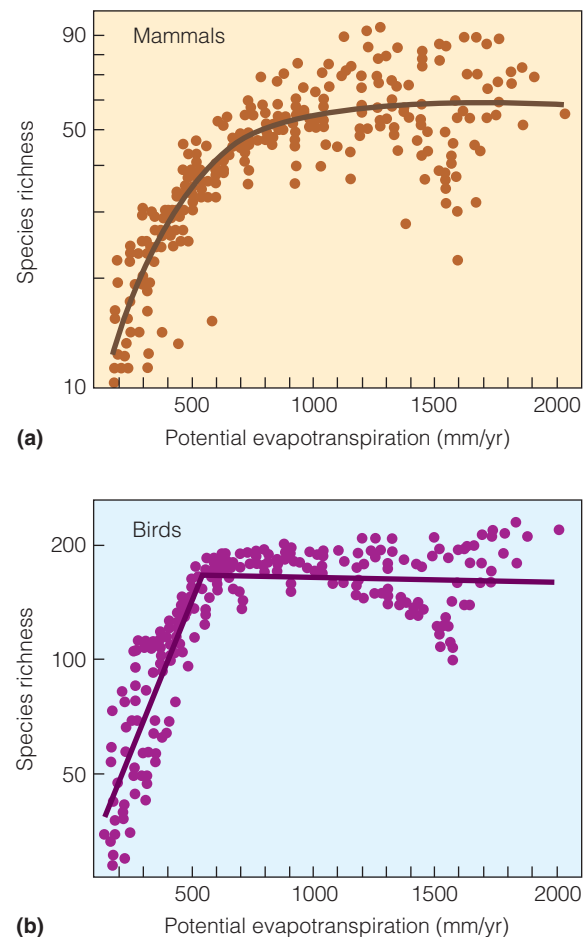 90
Mammals
50
Species richness
10
500 1000 1500 2000
(a) Potential evapotranspiration (mm/yr)
Birds
200
100
Species richness
50
500 1000 1500 2000
(b) Potential evapotranspiration (mm/yr)